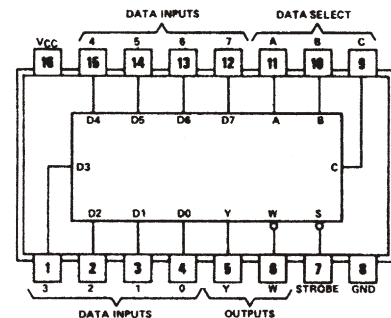 DATA INPUTS DATA SELECT
VCC 4 5 6 7 A B C
16 15 14 13 12 11 10 9
D4 D5 D6 D7 A B
D3 C
D2 D1 D0 Y W S
1 2 3 4 5 6 7 8
3 2 1 0 Y W STROBE GND
DATA INPUTS OUTPUTS